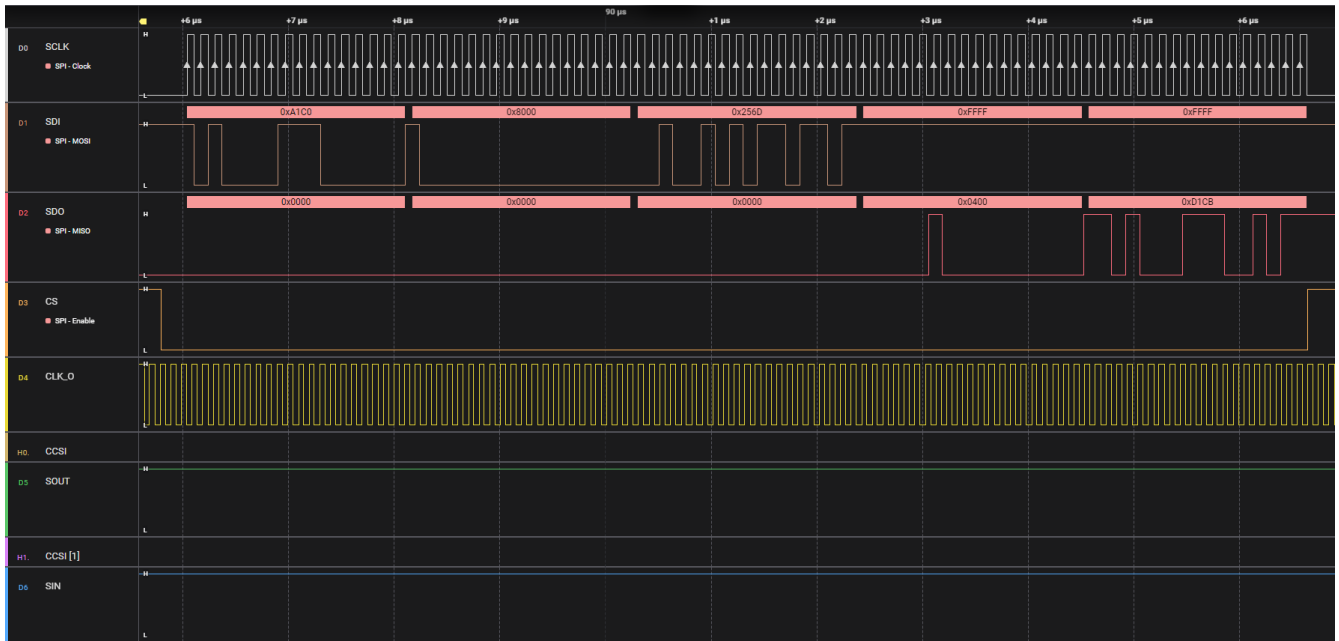 90 µs
+6 µs +7 µs +8 µs +9 µs +1 µs +2 µs +3 µs +4 µs +5 µs +6 µs
D0 SCLK H
SPI - Clock
L
0xA1C0 0x8000 0x256D 0xFFFF 0xFFFF
D1 SDI H
SPI - MOSI
L
0x0000 0x0000 0x0000 0x0400 0xD1CB
D2 SDO H
SPI - MISO
L
D3 CS H
SPI - Enable
L
D4 CLK_O H
L
H0. CCSI
D5 SOUT H
L
H1. CCSI [1]
D6 SIN H
L